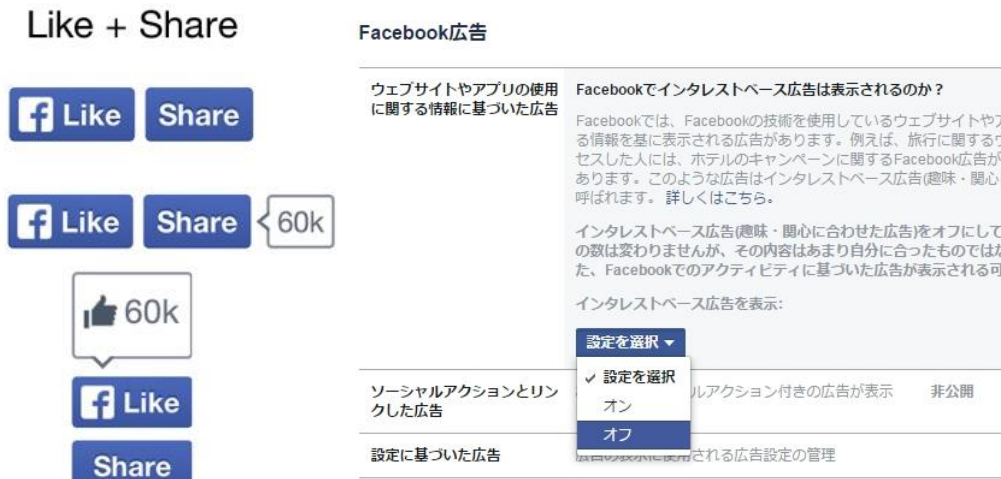 Like + Share
Like Share
Like Share 60k
60k
Like
Share
Facebook広告
ウェブサイトやアプリの使用
に関する情報に基づいた広告
Facebookでインタレストベース広告は表示されるのか？
Facebookでは、Facebookの技術を使用しているウェブサイトや
る情報を基に表示される広告があります。例えば、旅行に関する
セスした人には、ホテルのキャンペーンに関するFacebook広告が
あります。このような広告はインタレストベース広告(趣味・関心
呼ばれます。詳しくはこちら。
インタレストベース広告(趣味・関心に合わせた広告)をオフにして
の数は変わりませんが、その内容はあまり自分に合ったものでは
た、Facebookでのアクティビティに基づいた広告が表示される可
インタレストベース広告を表示:
設定を選択
設定を選択
オン
オフ
ソーシャルアクションとリン
クした広告
ルアクション付きの広告が表示
非公開
設定に基づいた広告
広告の表示に使用される広告設定の管理